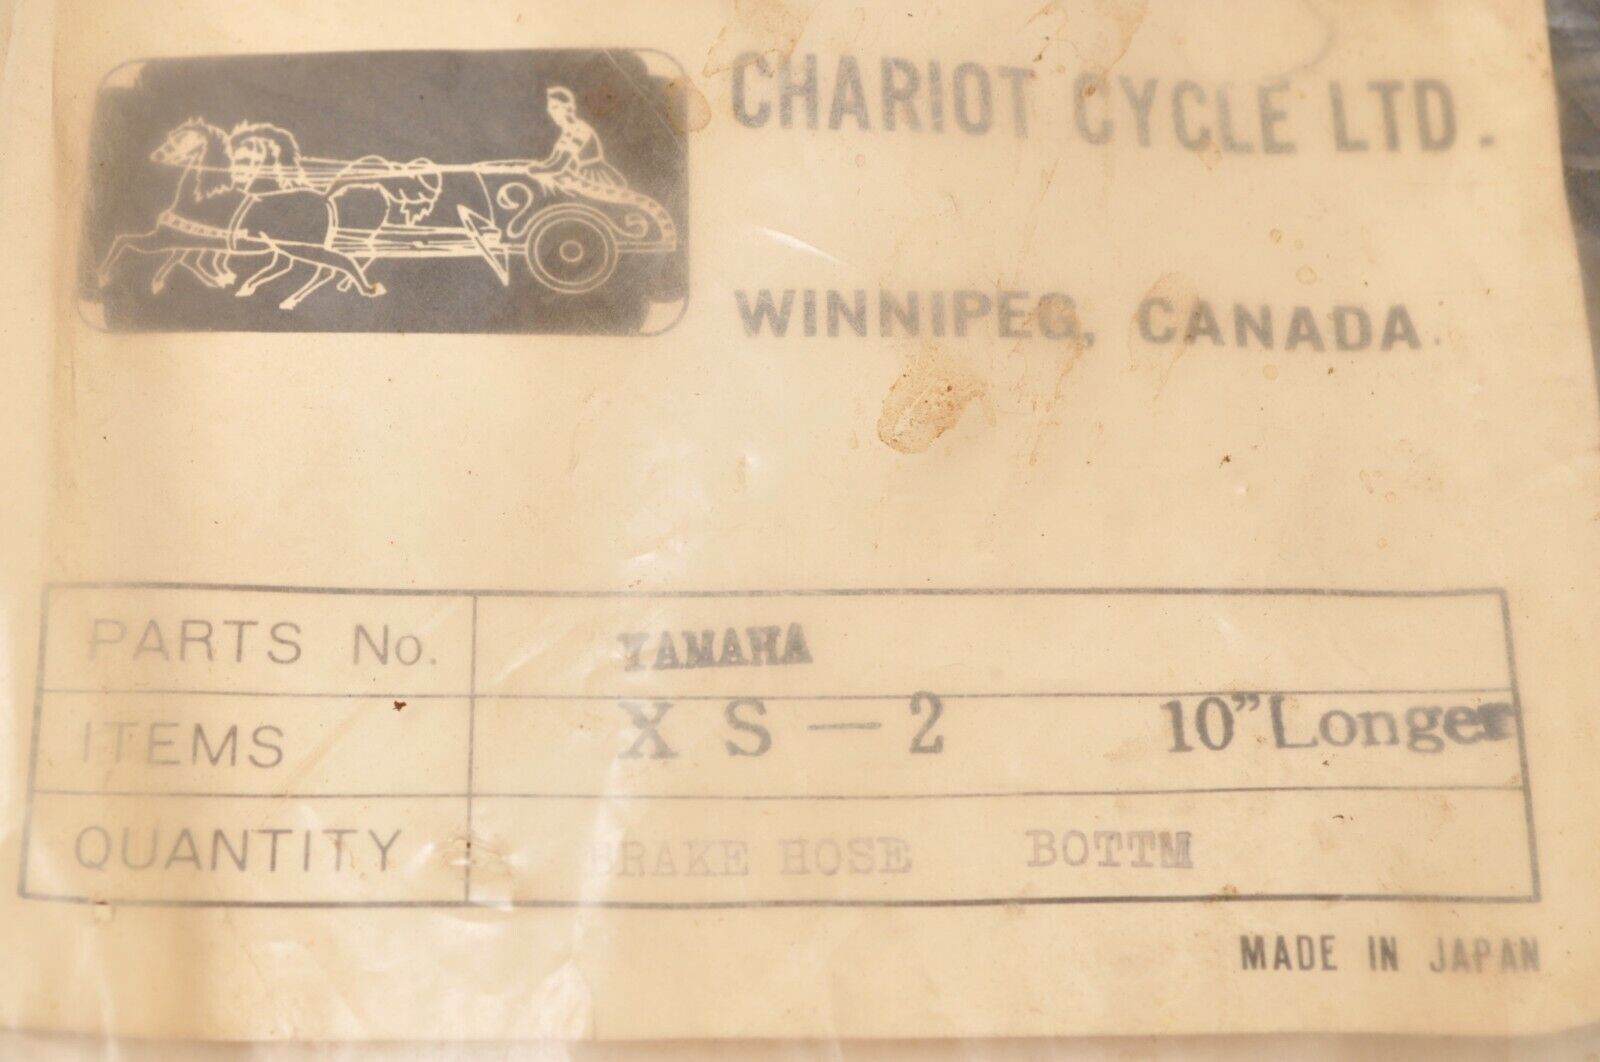 CHARIOT CYCLE LTD.
WINNIPEG, CANADA.
PARTS No. YAMAHA
ITEMS XS-2 10"Longer
QUANTITY BRAKE HOSE BOTTM
MADE IN JAPAN